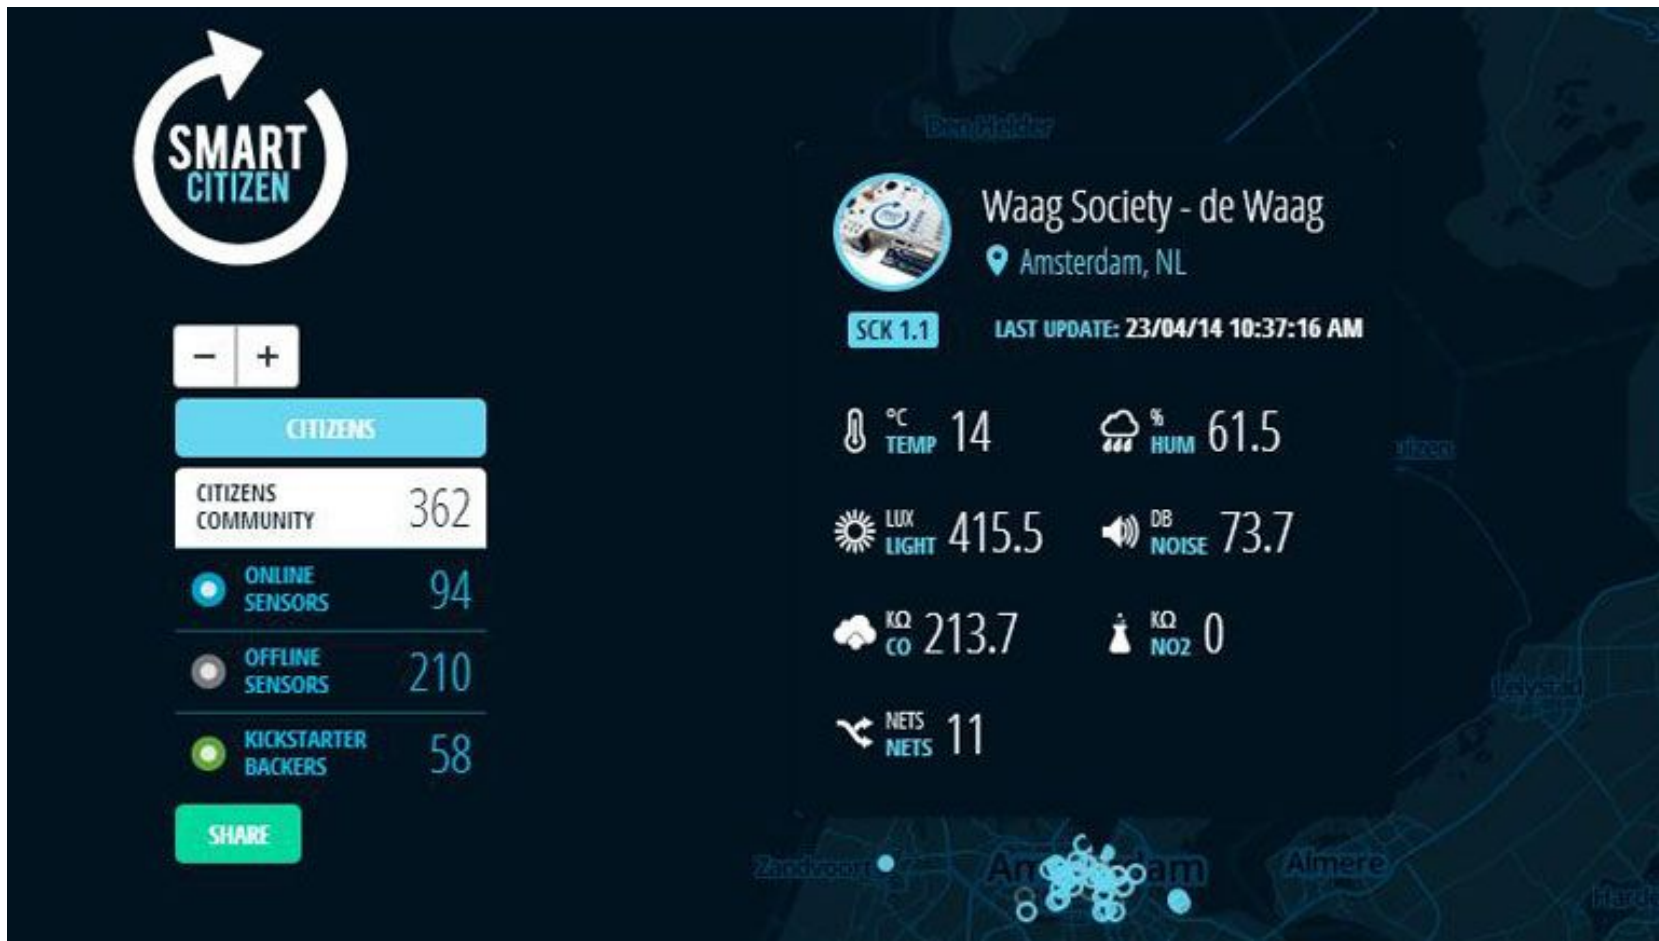 SMART
CITIZEN
− +
CITIZENS
CITIZENS
COMMUNITY 362
ONLINE
SENSORS 94
OFFLINE
SENSORS 210
KICKSTARTER
BACKERS 58
SHARE
Den Helder
Waag Society - de Waag
Amsterdam, NL
SCK 1.1 LAST UPDATE: 23/04/14 10:37:16 AM
°C
TEMP 14
%
HUM 61.5
LUX
LIGHT 415.5
DB
NOISE 73.7
KΩ
CO 213.7
KΩ
NO2 0
NETS
NETS 11
Lelystad
Zandvoort
Almere